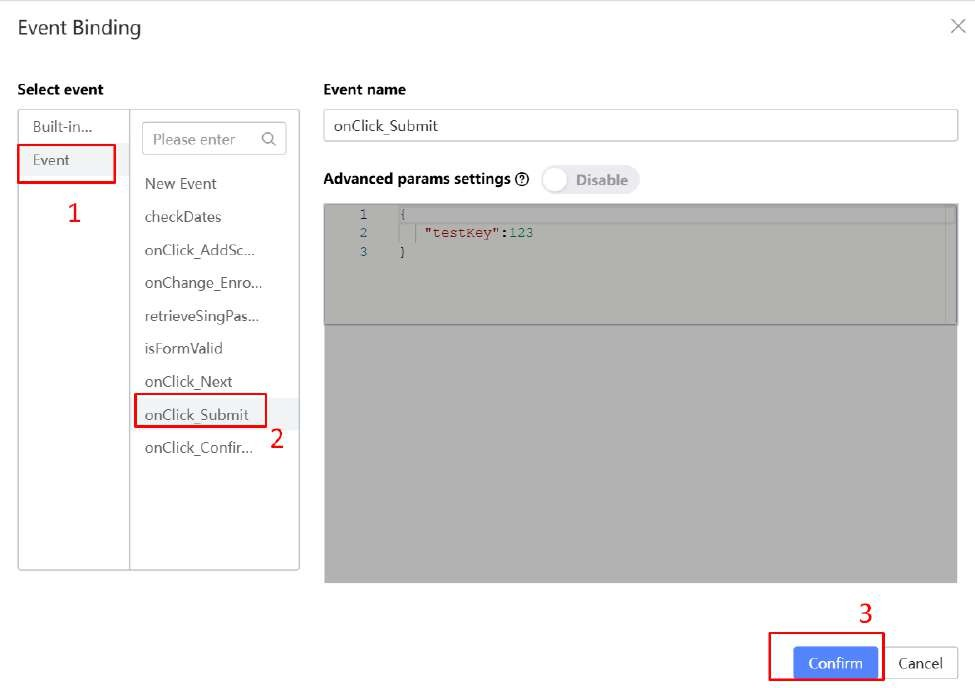 Event Binding
Select event
Built-in...
Event
1
Please enter
New Event
checkDates
onClick_AddSc...
onChange_Enro...
retrieveSingPas...
isFormValid
onClick_Next
onClick_Submit
2
onClick_Confir...
Event name
onClick_Submit
Advanced params settings ? Disable
1 {
2 "testKey":123
3 }
3
Confirm Cancel